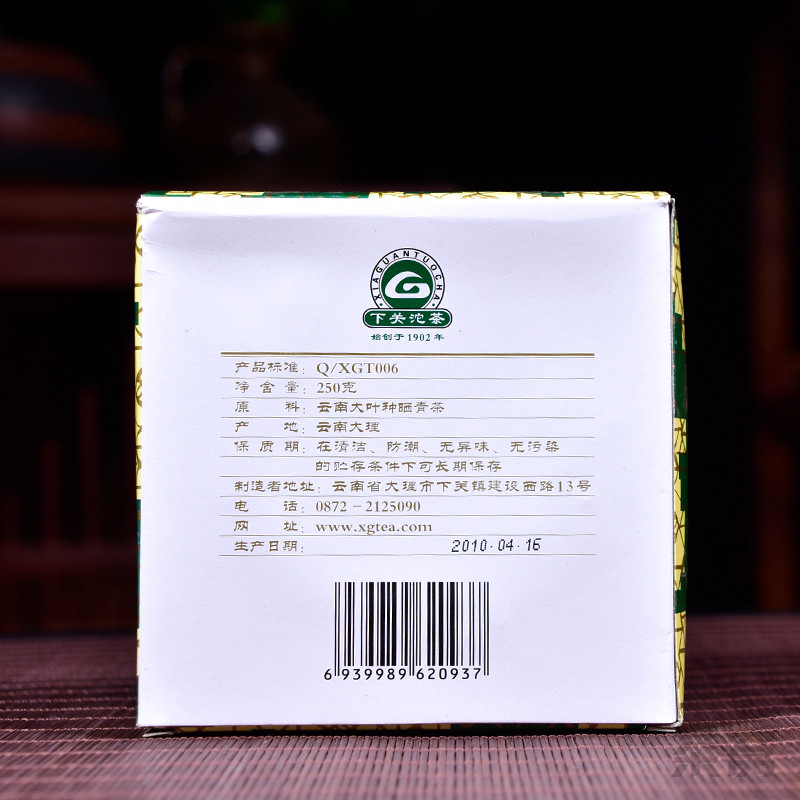 ·XIAGUANTUOCHA·
下关沱茶
始创于1902年
产品标准：Q/XGT006
净含量：250克
原料：云南大叶种晒青茶
产地：云南大理
保质期：在清洁、防潮、无异味、无污染
的贮存条件下可长期保存
制造者地址：云南省大理市下关镇建设西路13号
电话：0872－2125090
网址：www.xgtea.com
生产日期：2010.04.16
6 939989 620937